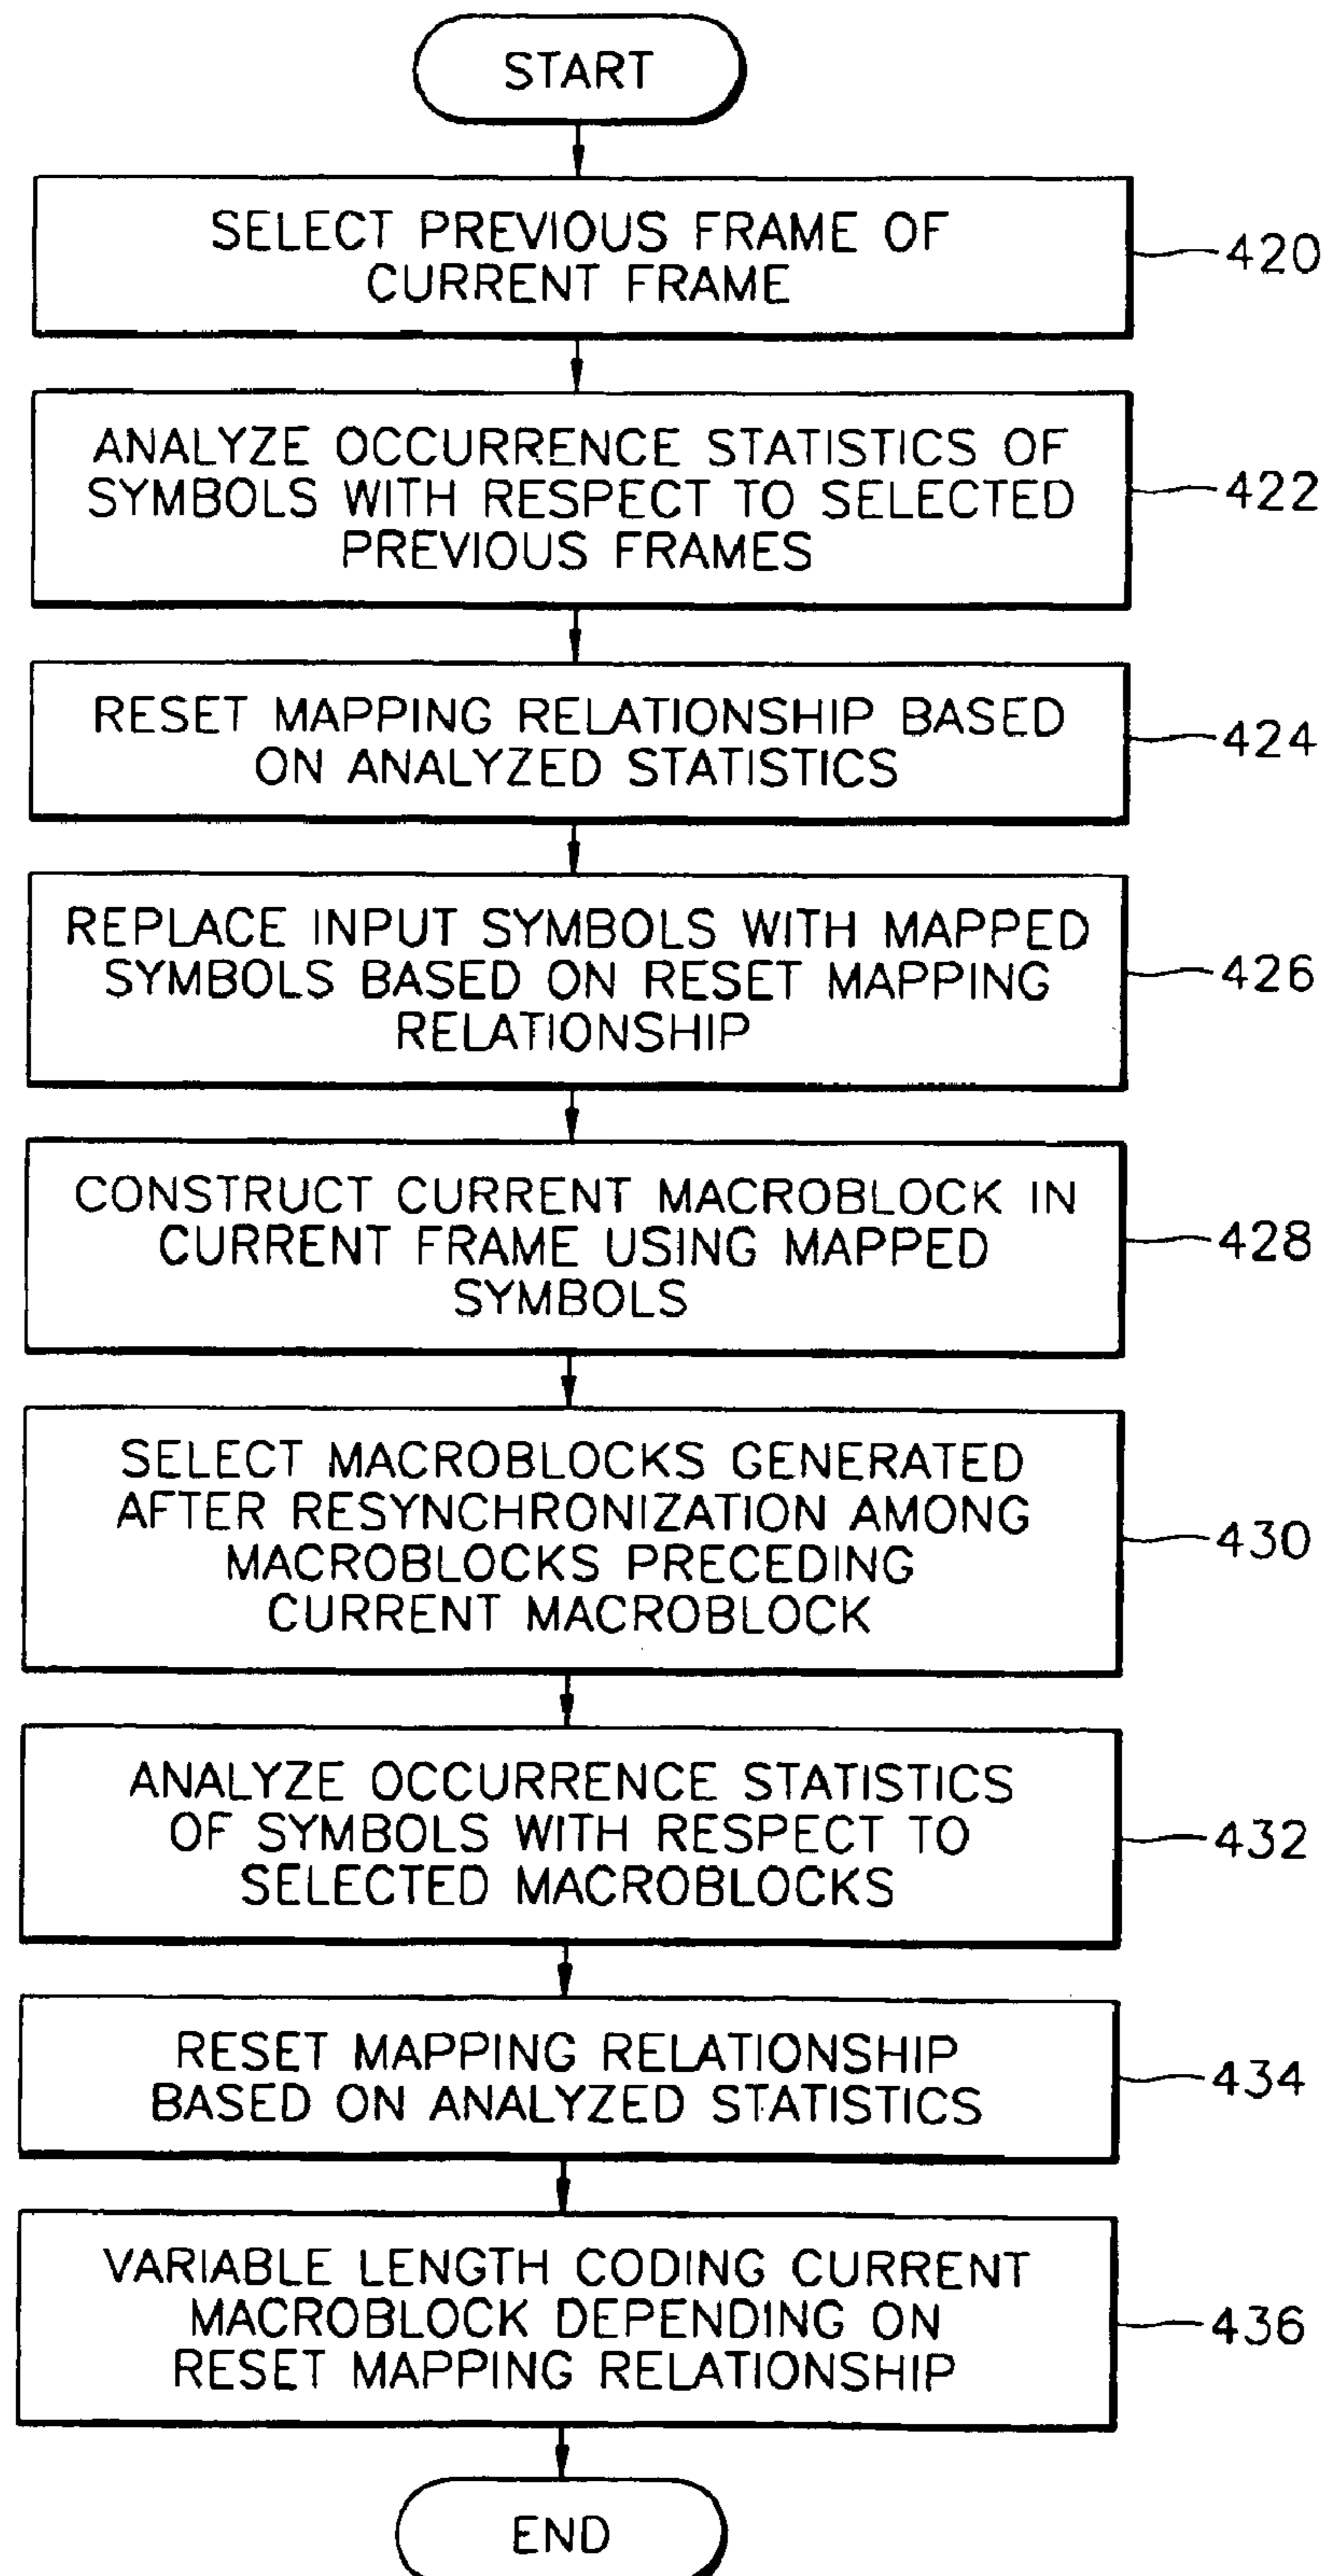 START
SELECT PREVIOUS FRAME OF
CURRENT FRAME
420
ANALYZE OCCURRENCE STATISTICS OF
SYMBOLS WITH RESPECT TO SELECTED
PREVIOUS FRAMES
422
RESET MAPPING RELATIONSHIP BASED
ON ANALYZED STATISTICS
424
REPLACE INPUT SYMBOLS WITH MAPPED
SYMBOLS BASED ON RESET MAPPING
RELATIONSHIP
426
CONSTRUCT CURRENT MACROBLOCK IN
CURRENT FRAME USING MAPPED
SYMBOLS
428
SELECT MACROBLOCKS GENERATED
AFTER RESYNCHRONIZATION AMONG
MACROBLOCKS PRECEDING
CURRENT MACROBLOCK
430
ANALYZE OCCURRENCE STATISTICS
OF SYMBOLS WITH RESPECT TO
SELECTED MACROBLOCKS
432
RESET MAPPING RELATIONSHIP
BASED ON ANALYZED STATISTICS
434
VARIABLE LENGTH CODING CURRENT
MACROBLOCK DEPENDING ON
RESET MAPPING RELATIONSHIP
436
END